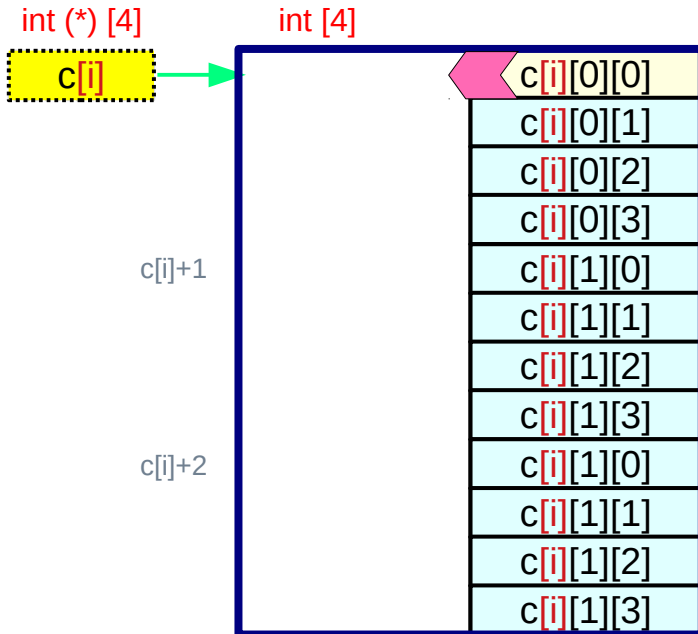 int (*) [4] int [4]
c[i] c[i][0][0]
c[i][0][1]
c[i][0][2]
c[i][0][3]
c[i]+1 c[i][1][0]
c[i][1][1]
c[i][1][2]
c[i][1][3]
c[i]+2 c[i][1][0]
c[i][1][1]
c[i][1][2]
c[i][1][3]